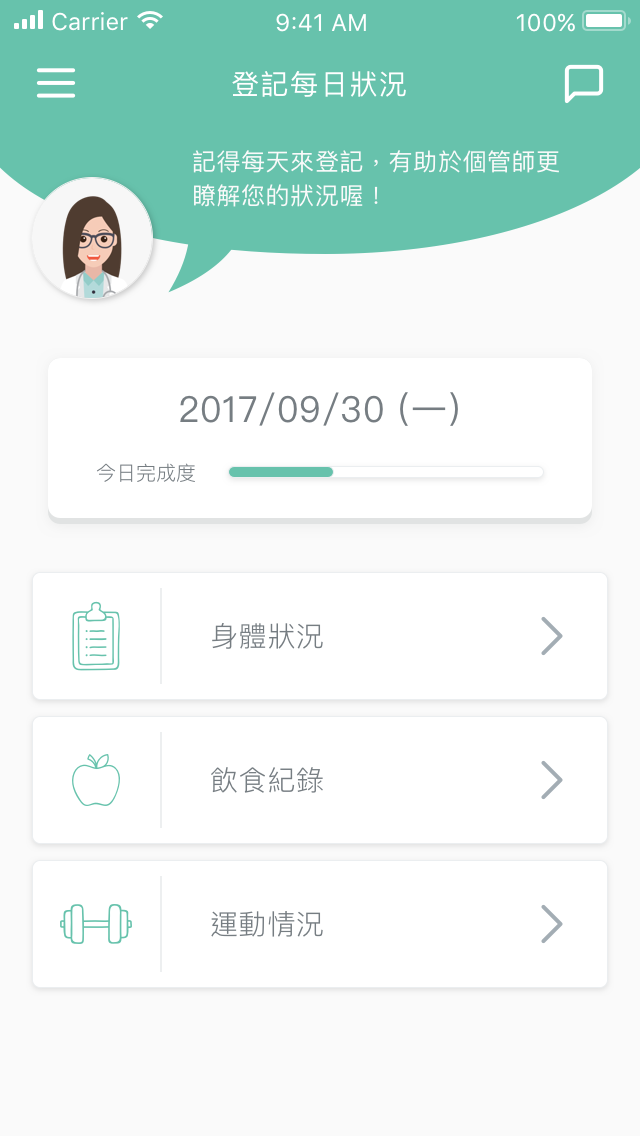 Carrier 9:41 AM 100%
登記每日狀況
記得每天來登記，有助於個管師更
瞭解您的狀況喔！
2017/09/30 (一)
今日完成度
身體狀況
飲食紀錄
運動情況